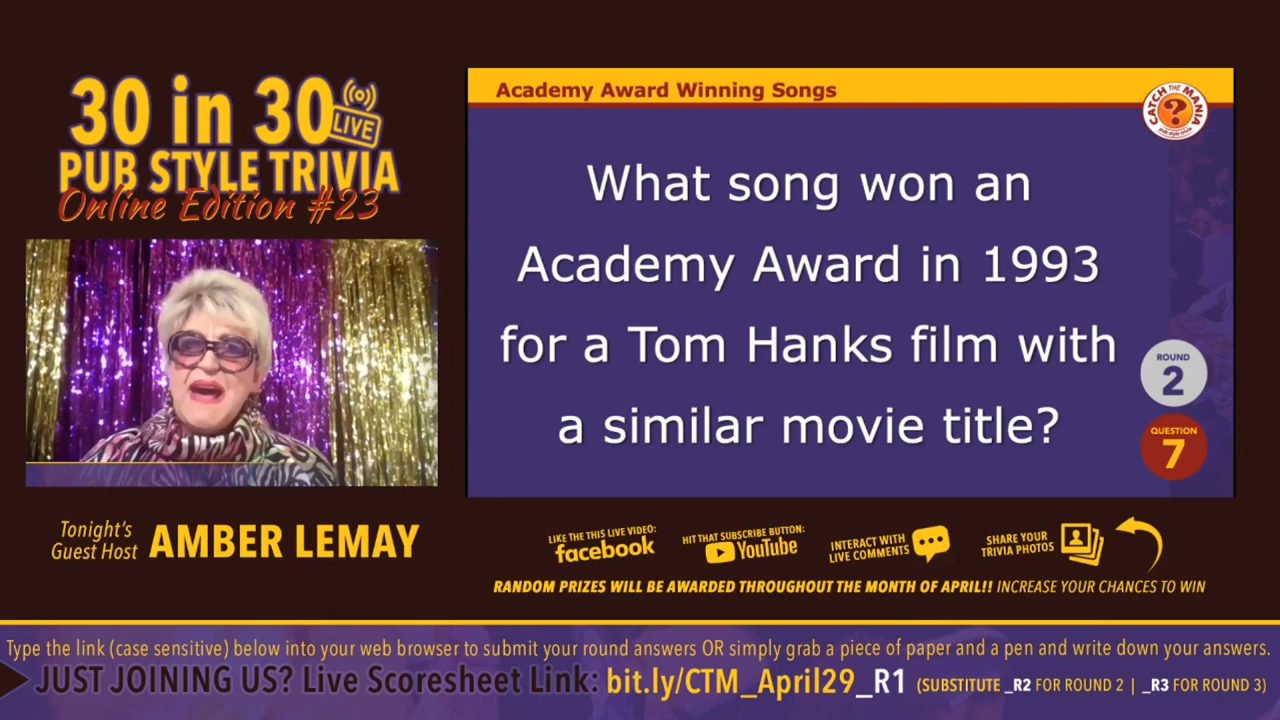 30 in 30
LIVE
PUB STYLE TRIVIA
Online Edition #23
Tonight's
Guest Host
AMBER LEMAY
Academy Award Winning Songs
CATCH THE MANIA
?
pub style trivia
What song won an
Academy Award in 1993
for a Tom Hanks film with
a similar movie title?
ROUND
2
QUESTION
7
LIKE THE THIS LIVE VIDEO:
facebook
HIT THAT SUBSCRIBE BUTTON:
YouTube
INTERACT WITH
LIVE COMMENTS
SHARE YOUR
TRIVIA PHOTOS
RANDOM PRIZES WILL BE AWARDED THROUGHOUT THE MONTH OF APRIL!! INCREASE YOUR CHANCES TO WIN
Type the link (case sensitive) below into your web browser to submit your round answers OR simply grab a piece of paper and a pen and write down your answers.
JUST JOINING US? Live Scoresheet Link: bit.ly/CTM_April29_R1 (SUBSTITUTE _R2 FOR ROUND 2 | _R3 FOR ROUND 3)